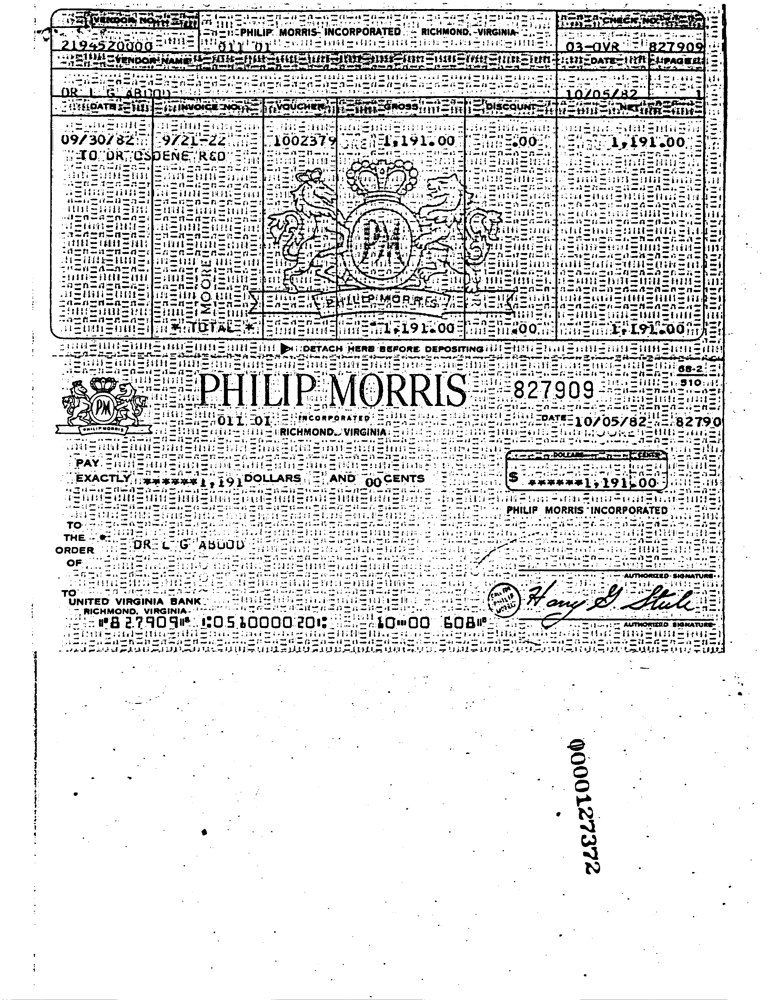 VENDOR NO. CHECK NO.
PHILIP MORRIS INCORPORATED RICHMOND, VIRGINIA
2194520000 011 01 03-OVR 827909
VENDOR NAME DATE PAGE
DR L G ABOOD 10/05/82 1
DATE INVOICE NO. VOUCHER GROSS DISCOUNT NET
09/30/82 9/21-22 1002379 1,191.00 .00 1,191.00
TO DR OSDENE R&D
PM
MOORE
PHILIP MORRIS
* TOTAL * 1,191.00 .00 1,191.00
DETACH HERE BEFORE DEPOSITING
68-2
510
PHILIP MORRIS 827909
PM
PHILIP MORRIS
011 01 INCORPORATED DATE 10/05/82 82790
RICHMOND, VIRGINIA
DOLLARS CENTS
PAY
EXACTLY ******1,191 DOLLARS AND 00 CENTS $ ******1,191.00
PHILIP MORRIS INCORPORATED
TO
THE
ORDER
OF
DR L G ABOOD
AUTHORIZED SIGNATURE
TO
UNITED VIRGINIA BANK
RICHMOND, VIRGINIA
PHILIP
MORRIS
⑈827909⑈ ⑆051000020⑆ 10⑉00 608⑈
AUTHORIZED SIGNATURE
0000127372